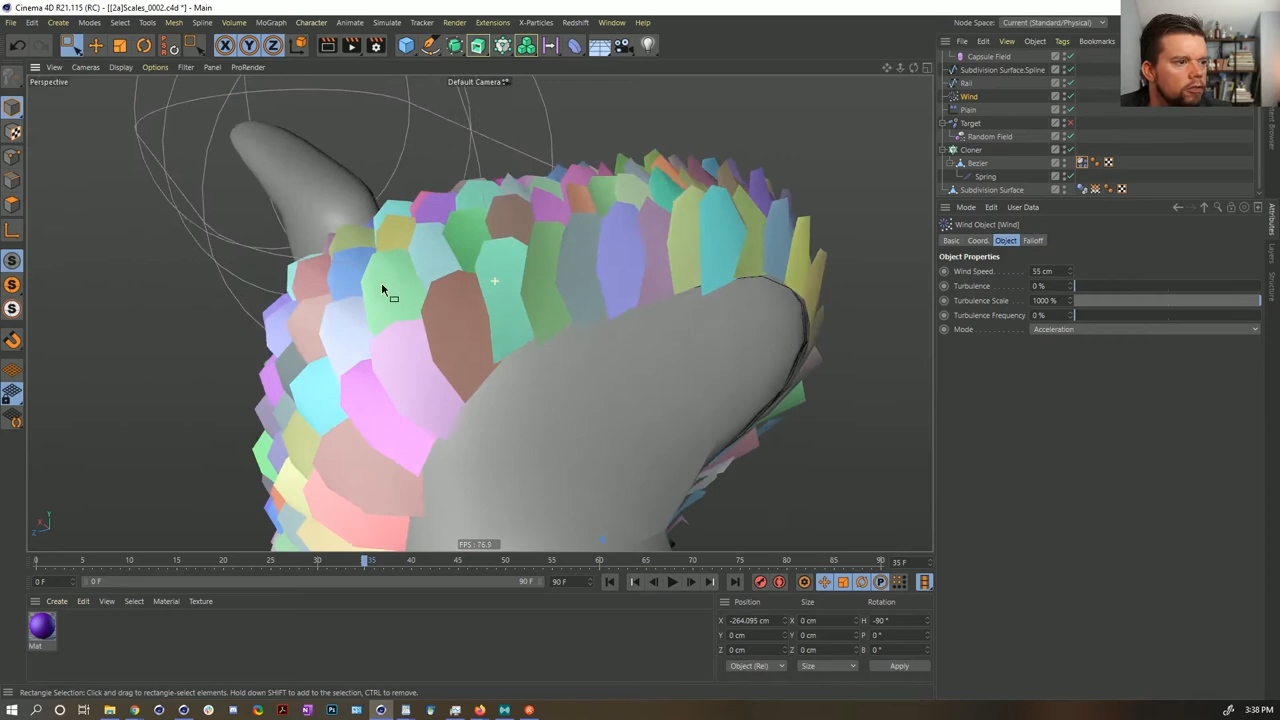 Cinema 4D R21.115 (RC) - [[2a]Scales_0002.c4d *] - Main
File Edit Create Modes Select Tools Mesh Spline Volume MoGraph Character Animate Simulate Tracker Render Extensions X-Particles Redshift Window Help
Node Space: Current (Standard/Physical)
View Cameras Display Options Filter Panel ProRender
File Edit View Object Tags Bookmarks
Perspective
Default Camera
Capsule Field
Subdivision Surface.Spline
Rail
Wind
Plain
Target
Random Field
Cloner
Bezier
Spring
Subdivision Surface
Content Browser
Mode Edit User Data
Wind Object [Wind]
Basic Coord. Object Falloff
Object Properties
Wind Speed 55 cm
Turbulence 0 %
Turbulence Scale 1000 %
Turbulence Frequency 0 %
Mode Acceleration
Attributes
Layers
Structure
FPS : 76.9
0 5 10 15 20 25 30 35 40 45 50 55 60 65 70 75 80 85 90 35 F
0 F 0 F 90 F 90 F
Create Edit View Select Material Texture
Mat
Position Size Rotation
X -264.095 cm X 0 cm H -90 °
Y 0 cm Y 0 cm P 0 °
Z 0 cm Z 0 cm B 0 °
Object (Rel) Size Apply
Rectangle Selection: Click and drag to rectangle-select elements. Hold down SHIFT to add to the selection, CTRL to remove.
3:38 PM